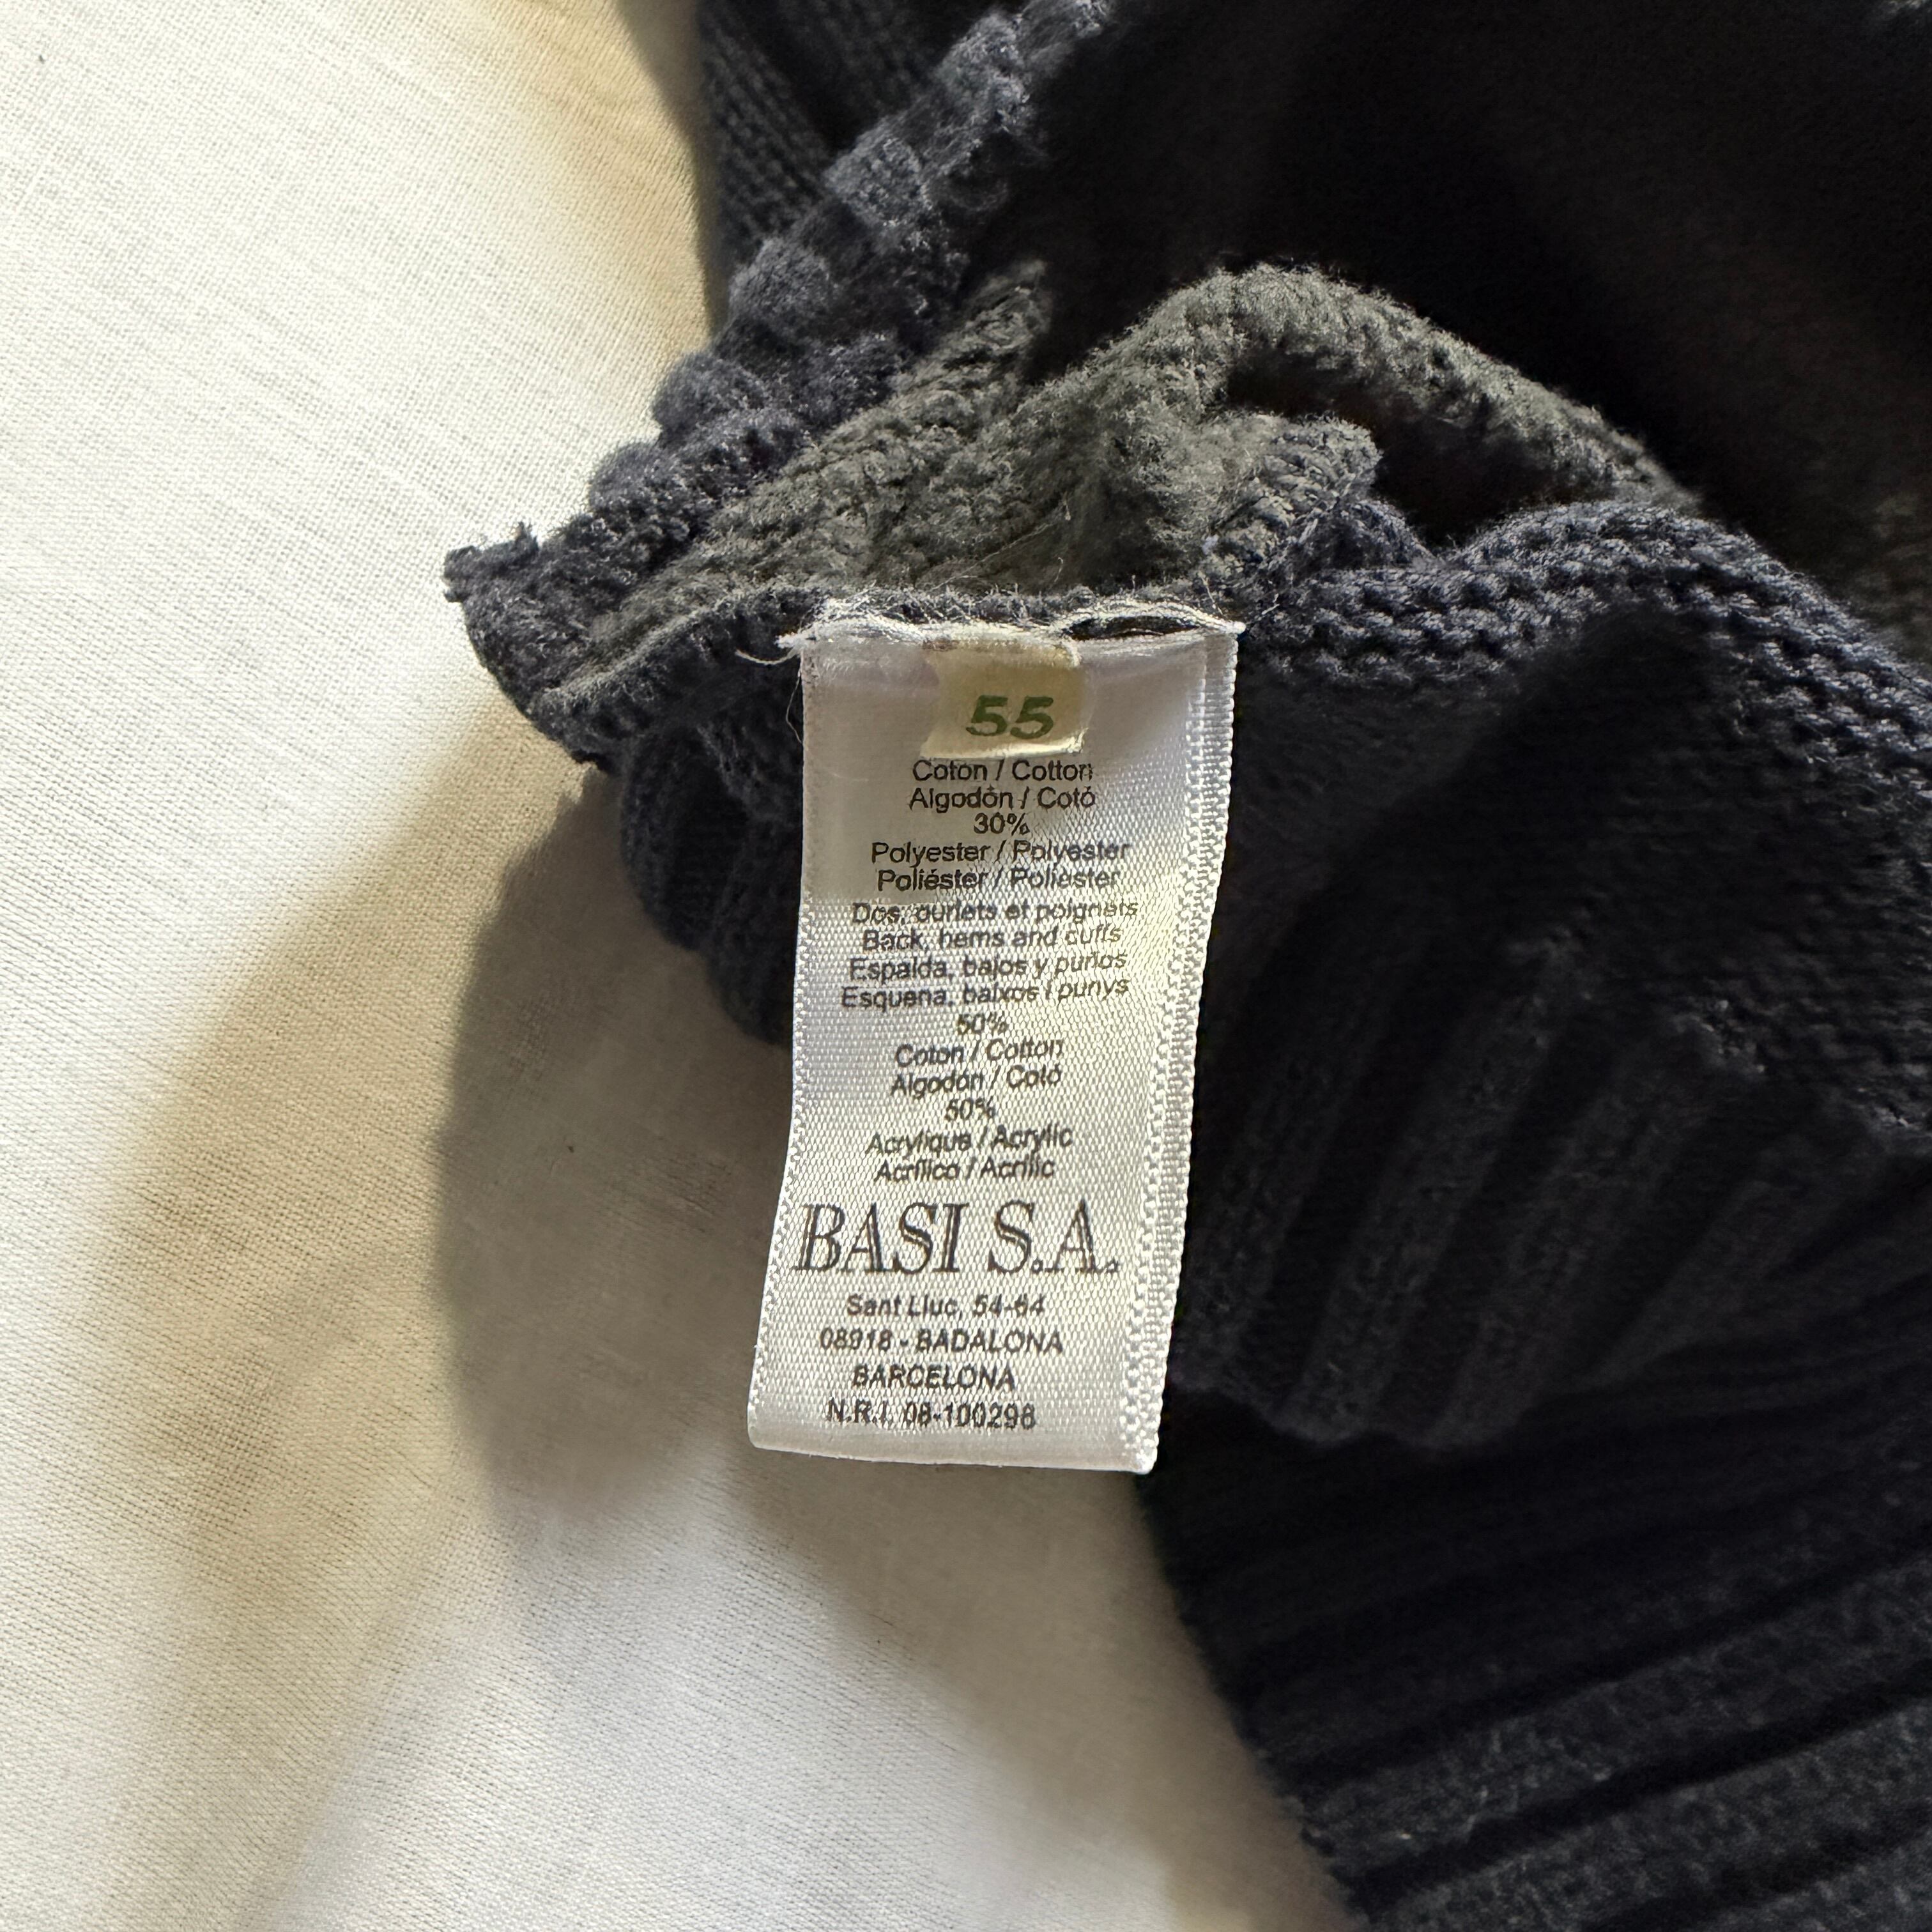 55
Coton / Cotton
Algodón / Cotó
30%
Polyester / Polyester
Poliéster / Poliester
Dos, ourlets et poignets
Back, hems and cuffs
Espalda, bajos y puños
Esquena, baixos i punys
50%
Coton / Cotton
Algodón / Cotó
50%
Acrylique / Acrylic
Acrílico / Acrílic
BASI S.A.
Sant Lluc, 54-64
08918 - BADALONA
BARCELONA
N.R.I. 08-100298